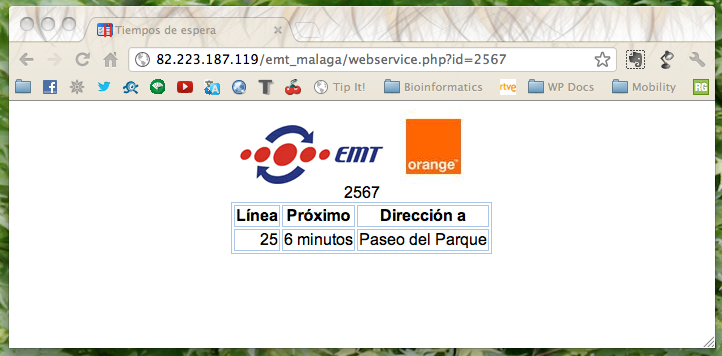 Tiempos de espera
82.223.187.119/emt_malaga/webservice.php?id=2567
T Tip It! Bioinformatics rtve WP Docs Mobility RG
EMT orange™
2567
Línea Próximo Dirección a
25 6 minutos Paseo del Parque